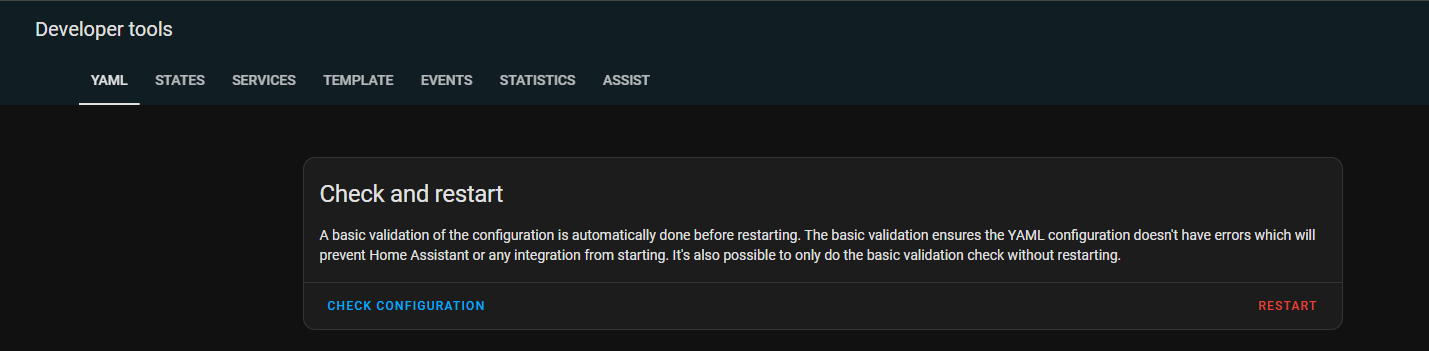 Developer tools
YAML STATES SERVICES TEMPLATE EVENTS STATISTICS ASSIST
Check and restart
A basic validation of the configuration is automatically done before restarting. The basic validation ensures the YAML configuration doesn't have errors which will
prevent Home Assistant or any integration from starting. It's also possible to only do the basic validation check without restarting.
CHECK CONFIGURATION RESTART